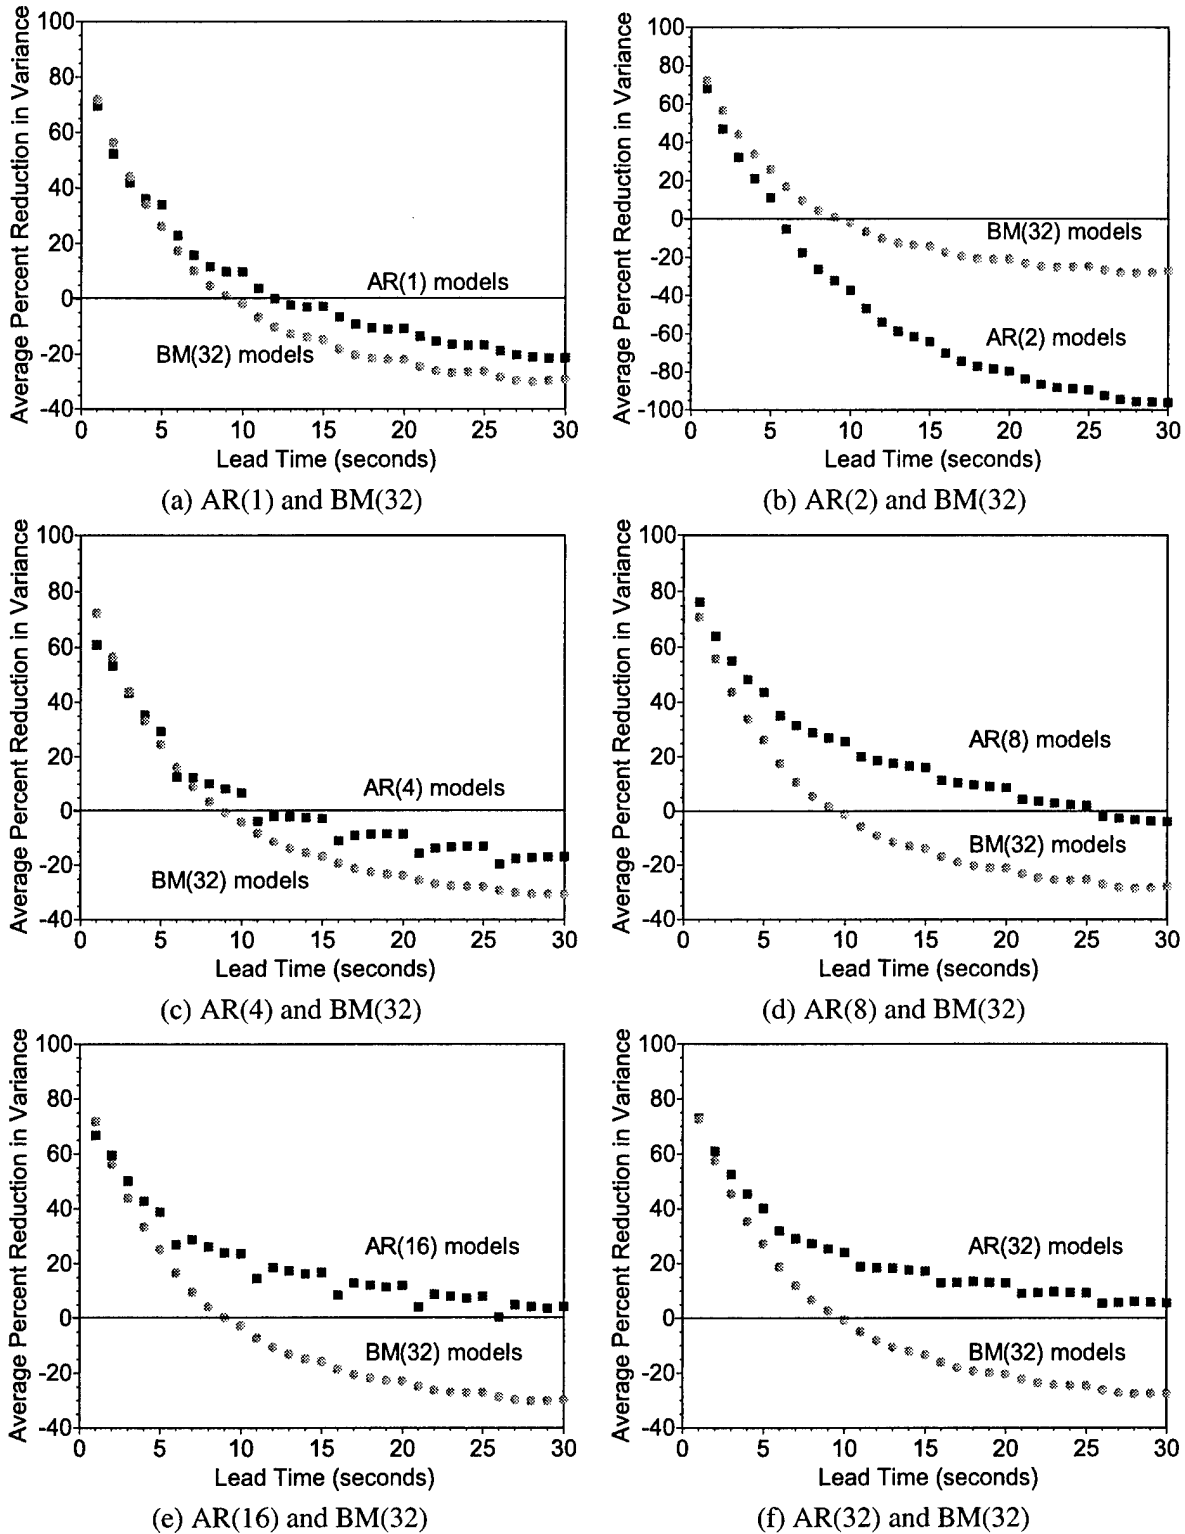 Average Percent Reduction in Variance
100
80
60
40
20
0
-20
-40
AR(1) models
BM(32) models
0 5 10 15 20 25 30
Lead Time (seconds)
(a) AR(1) and BM(32)
Average Percent Reduction in Variance
100
80
60
40
20
0
-20
-40
-60
-80
-100
BM(32) models
AR(2) models
0 5 10 15 20 25 30
Lead Time (seconds)
(b) AR(2) and BM(32)
Average Percent Reduction in Variance
100
80
60
40
20
0
-20
-40
AR(4) models
BM(32) models
0 5 10 15 20 25 30
Lead Time (seconds)
(c) AR(4) and BM(32)
Average Percent Reduction in Variance
100
80
60
40
20
0
-20
-40
AR(8) models
BM(32) models
0 5 10 15 20 25 30
Lead Time (seconds)
(d) AR(8) and BM(32)
Average Percent Reduction in Variance
100
80
60
40
20
0
-20
-40
AR(16) models
BM(32) models
0 5 10 15 20 25 30
Lead Time (seconds)
(e) AR(16) and BM(32)
Average Percent Reduction in Variance
100
80
60
40
20
0
-20
-40
AR(32) models
BM(32) models
0 5 10 15 20 25 30
Lead Time (seconds)
(f) AR(32) and BM(32)